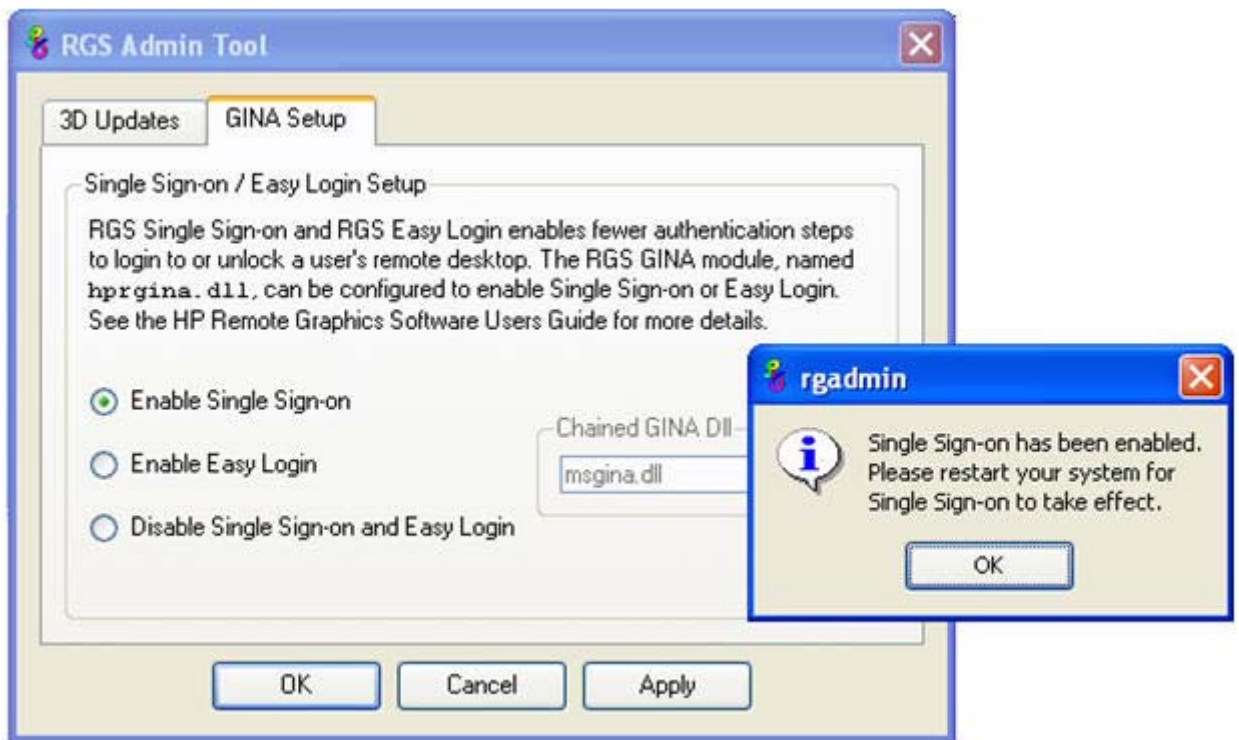 RGS Admin Tool
3D Updates
GINA Setup
Single Sign-on / Easy Login Setup
RGS Single Sign-on and RGS Easy Login enables fewer authentication steps
to login to or unlock a user's remote desktop. The RGS GINA module, named
hprgina.dll, can be configured to enable Single Sign-on or Easy Login.
See the HP Remote Graphics Software Users Guide for more details.
Enable Single Sign-on
Enable Easy Login
Disable Single Sign-on and Easy Login
Chained GINA Dll
msgina.dll
OK
Cancel
Apply
rgadmin
Single Sign-on has been enabled.
Please restart your system for
Single Sign-on to take effect.
OK